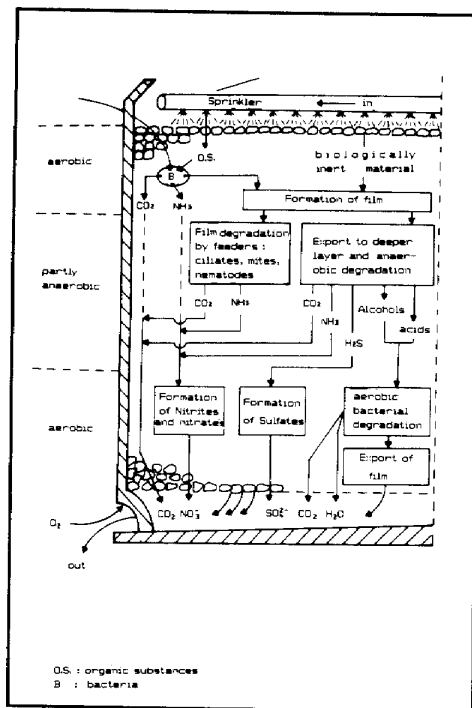 Sprinkler
in
aerobic
O.S.
biologically
inert material
B
CO₂
NH₃
Formation of film
Film degradation
by feeders :
ciliates, mites,
nematodes
Export to deeper
layer and anaer-
obic degradation
partly
anaerobic
CO₂
NH₃
CO₂
NH₃
H₂S
Alcohols
acids
Formation
of Nitrites
and nitrates
Formation
of Sulfates
aerobic
bacterial
degradation
aerobic
Export of
film
O₂
CO₂ NO₃⁻ SO₄²⁻ CO₂ H₂O
out
O.S. : organic substances
B : bacteria